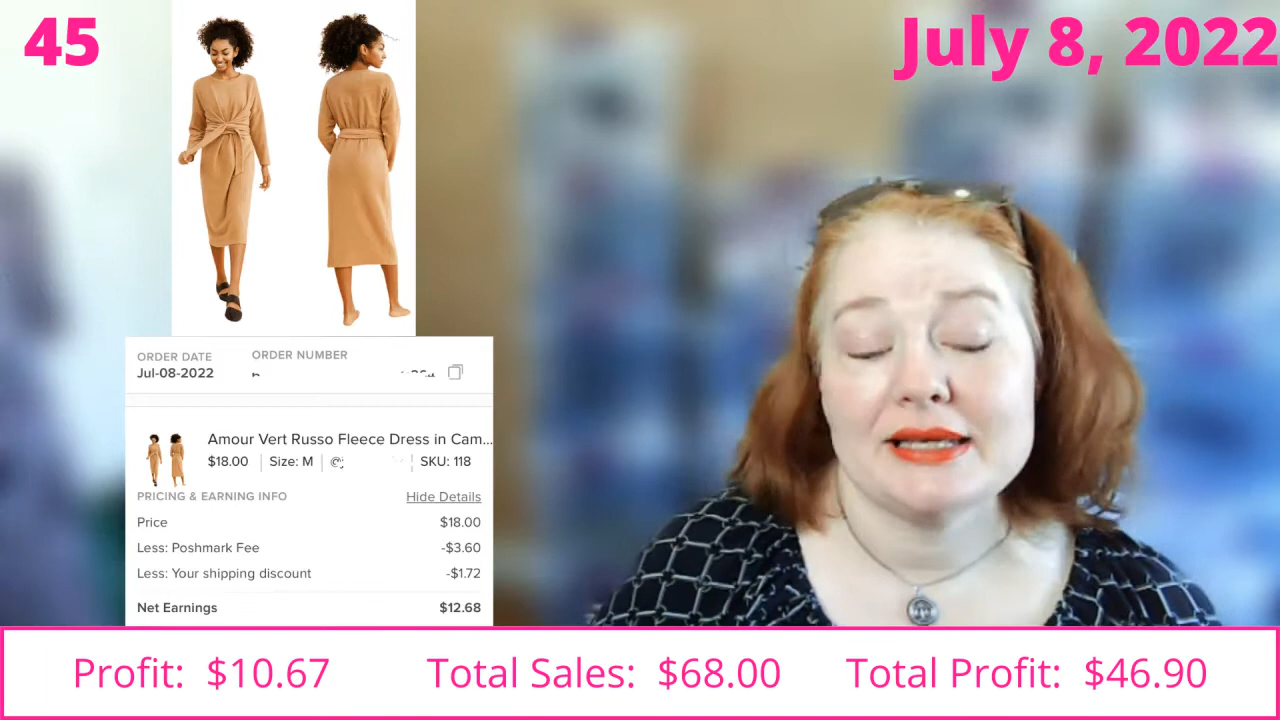 45
July 8, 2022
ORDER DATE
ORDER NUMBER
Jul-08-2022
Amour Vert Russo Fleece Dress in Cam...
$18.00 | Size: M | SKU: 118
PRICING & EARNING INFO
Hide Details
Price $18.00
Less: Poshmark Fee -$3.60
Less: Your shipping discount -$1.72
Net Earnings $12.68
Profit: $10.67 Total Sales: $68.00 Total Profit: $46.90